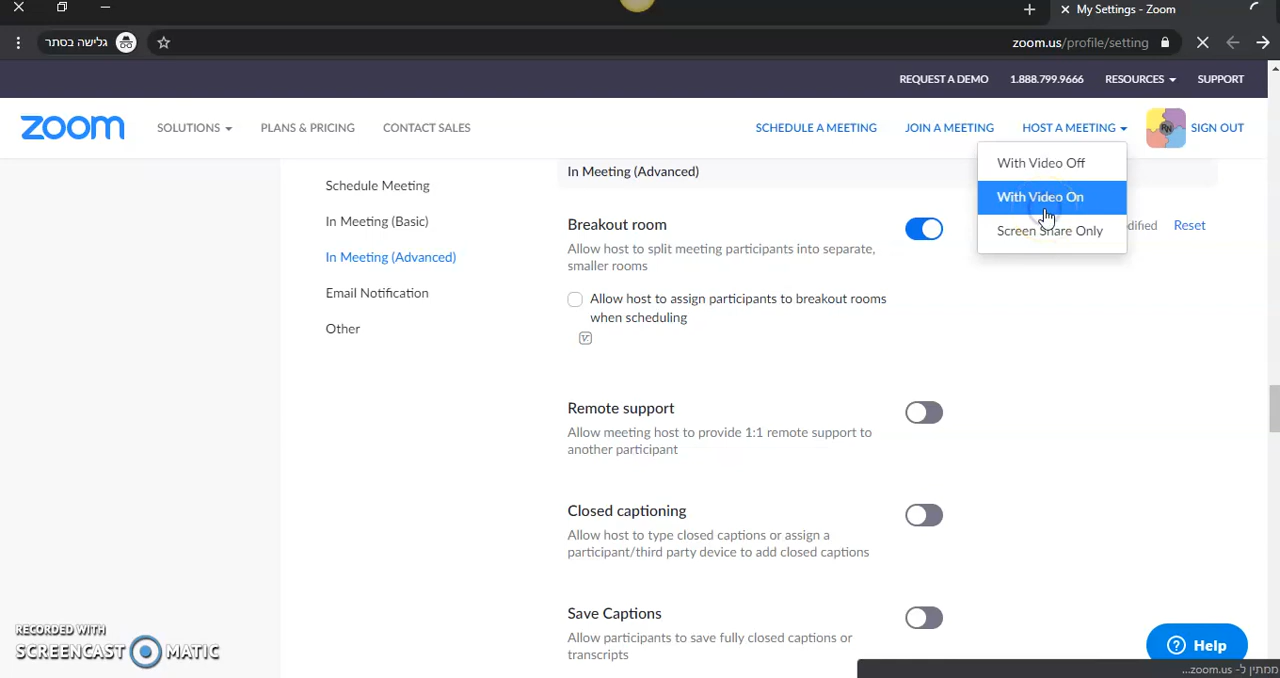 My Settings - Zoom
גלישה בסתר
zoom.us/profile/setting
REQUEST A DEMO 1.888.799.9666 RESOURCES SUPPORT
zoom SOLUTIONS PLANS & PRICING CONTACT SALES SCHEDULE A MEETING JOIN A MEETING HOST A MEETING SIGN OUT
With Video Off
With Video On
Screen Share Only
Schedule Meeting
In Meeting (Basic)
In Meeting (Advanced)
Email Notification
Other
In Meeting (Advanced)
Breakout room
Reset
Allow host to split meeting participants into separate,
smaller rooms
Allow host to assign participants to breakout rooms
when scheduling
Remote support
Allow meeting host to provide 1:1 remote support to
another participant
Closed captioning
Allow host to type closed captions or assign a
participant/third party device to add closed captions
Save Captions
Allow participants to save fully closed captions or
transcripts
Help
ממתין ל- zoom.us...
RECORDED WITH
SCREENCAST MATIC